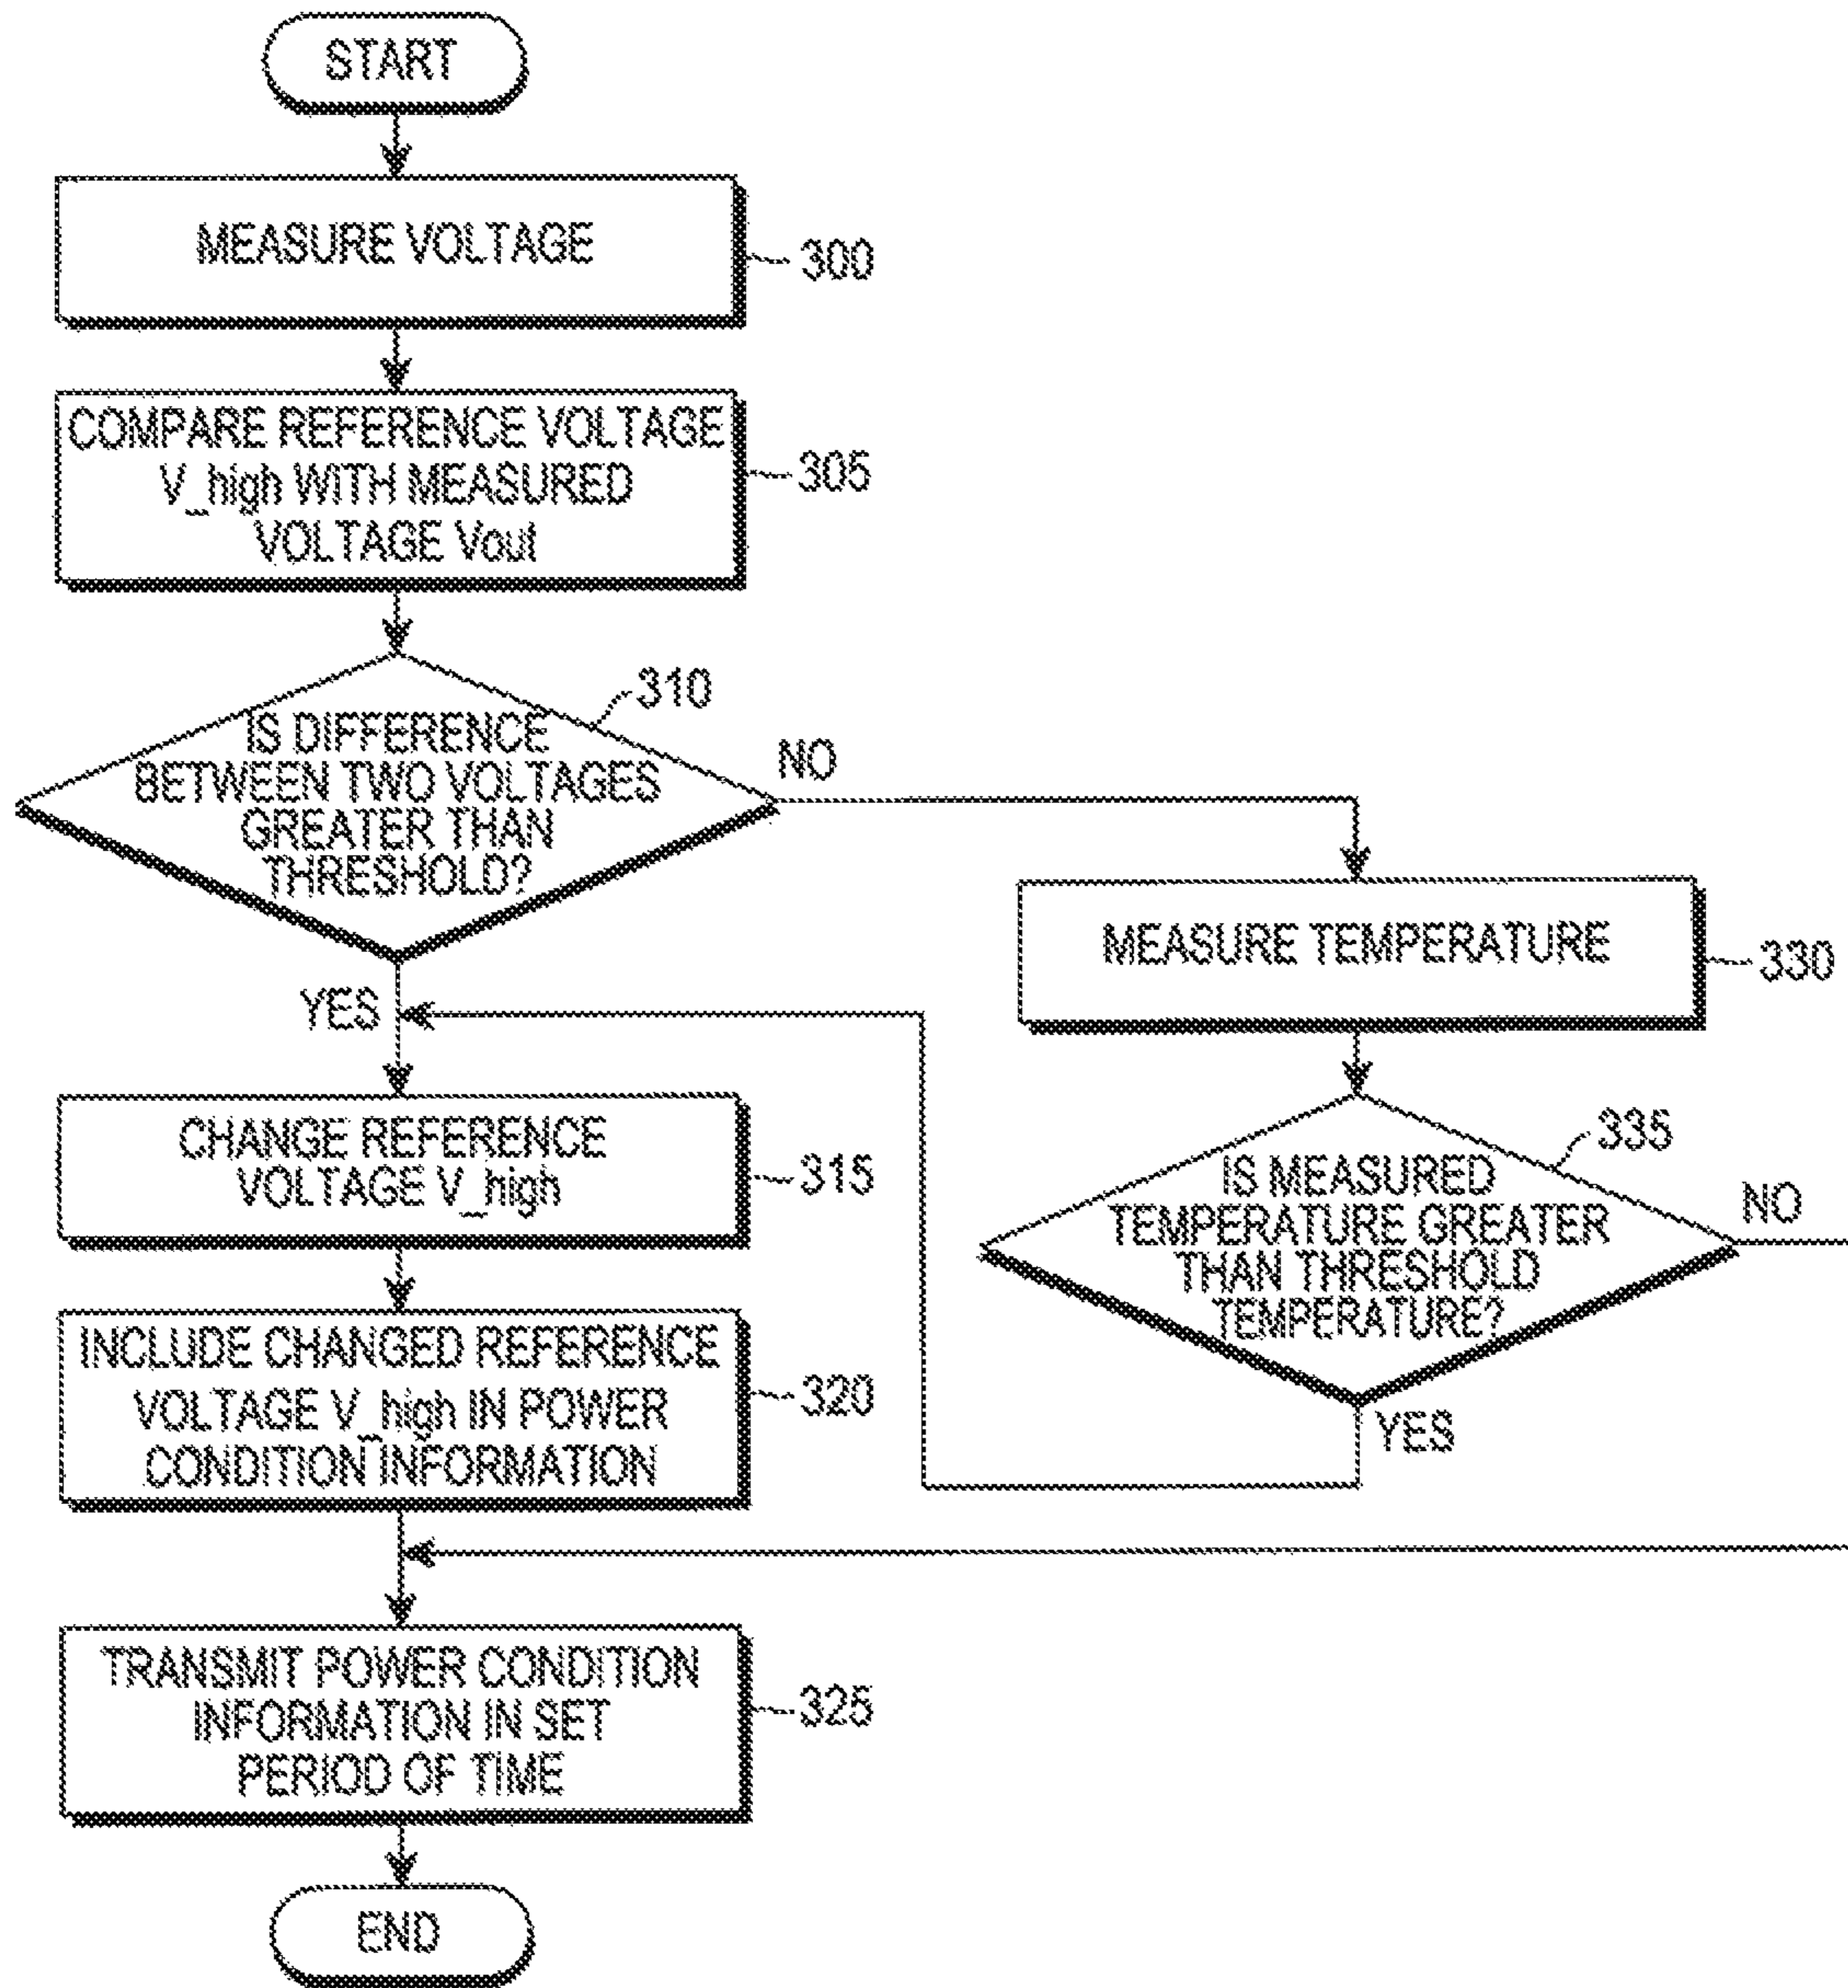 START
MEASURE VOLTAGE
300
COMPARE REFERENCE VOLTAGE
V_high WITH MEASURED
VOLTAGE Vout
305
310
IS DIFFERENCE
BETWEEN TWO VOLTAGES
GREATER THAN
THRESHOLD?
NO
YES
MEASURE TEMPERATURE
330
335
IS MEASURED
TEMPERATURE GREATER
THAN THRESHOLD
TEMPERATURE?
NO
YES
CHANGE REFERENCE
VOLTAGE V_high
315
INCLUDE CHANGED REFERENCE
VOLTAGE V_high IN POWER
CONDITION INFORMATION
320
TRANSMIT POWER CONDITION
INFORMATION IN SET
PERIOD OF TIME
325
END